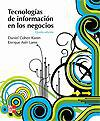 Tecnologías
de información
en los negocios
Daniel Cohen Karen
Enrique Asín Lares